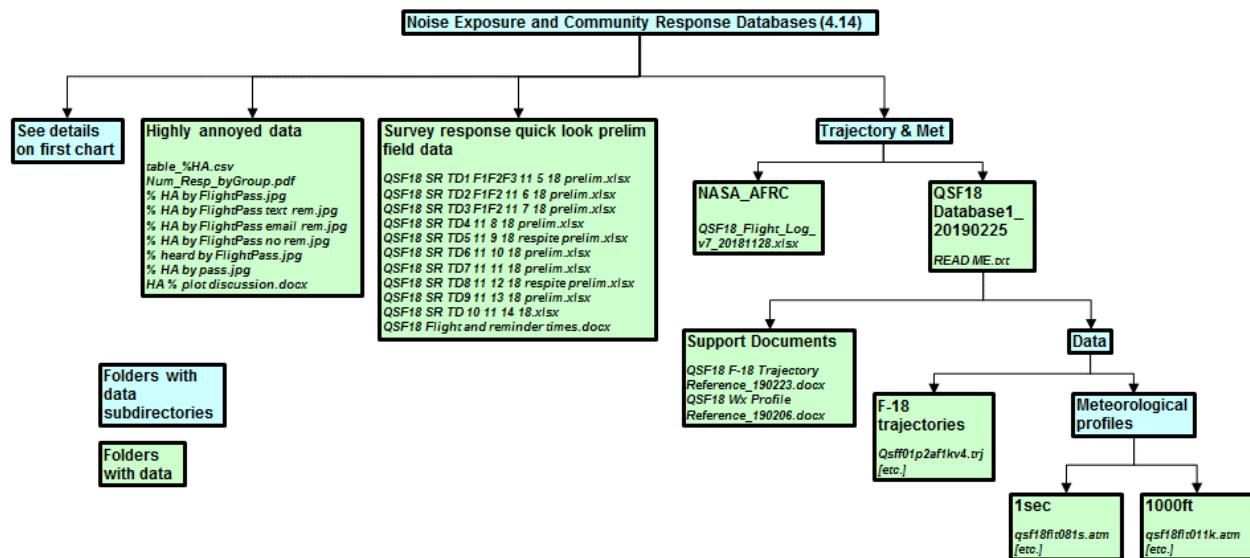 Noise Exposure and Community Response Databases (4.14)
See details
on first chart
Highly annoyed data
table_%HA.csv
Num_Resp_byGroup.pdf
% HA by FlightPass.jpg
% HA by FlightPass text rem.jpg
% HA by FlightPass email rem.jpg
% HA by FlightPass no rem.jpg
% heard by FlightPass.jpg
% HA by pass.jpg
HA % plot discussion.docx
Survey response quick look prelim
field data
QSF18 SR TD1 F1F2F3 11 5 18 prelim.xlsx
QSF18 SR TD2 F1F2 11 6 18 prelim.xlsx
QSF18 SR TD3 F1F2 11 7 18 prelim.xlsx
QSF18 SR TD4 11 8 18 prelim.xlsx
QSF18 SR TD5 11 9 18 respite prelim.xlsx
QSF18 SR TD6 11 10 18 prelim.xlsx
QSF18 SR TD7 11 11 18 prelim.xlsx
QSF18 SR TD8 11 12 18 respite prelim.xlsx
QSF18 SR TD9 11 13 18 prelim.xlsx
QSF18 SR TD 10 11 14 18.xlsx
QSF18 Flight and reminder times.docx
Trajectory & Met
NASA_AFRC
QSF18_Flight_Log_
v7_20181128.xlsx
QSF18
Database1_
20190225
READ ME.txt
Support Documents
QSF18 F-18 Trajectory
Reference_190223.docx
QSF18 Wx Profile
Reference_190206.docx
Data
F-18
trajectories
Qsff01p2af1kv4.trj
[etc.]
Meteorological
profiles
1sec
qsf18flt081s.atm
[etc.]
1000ft
qsf18flt011k.atm
[etc.]
Folders with
data
subdirectories
Folders
with data